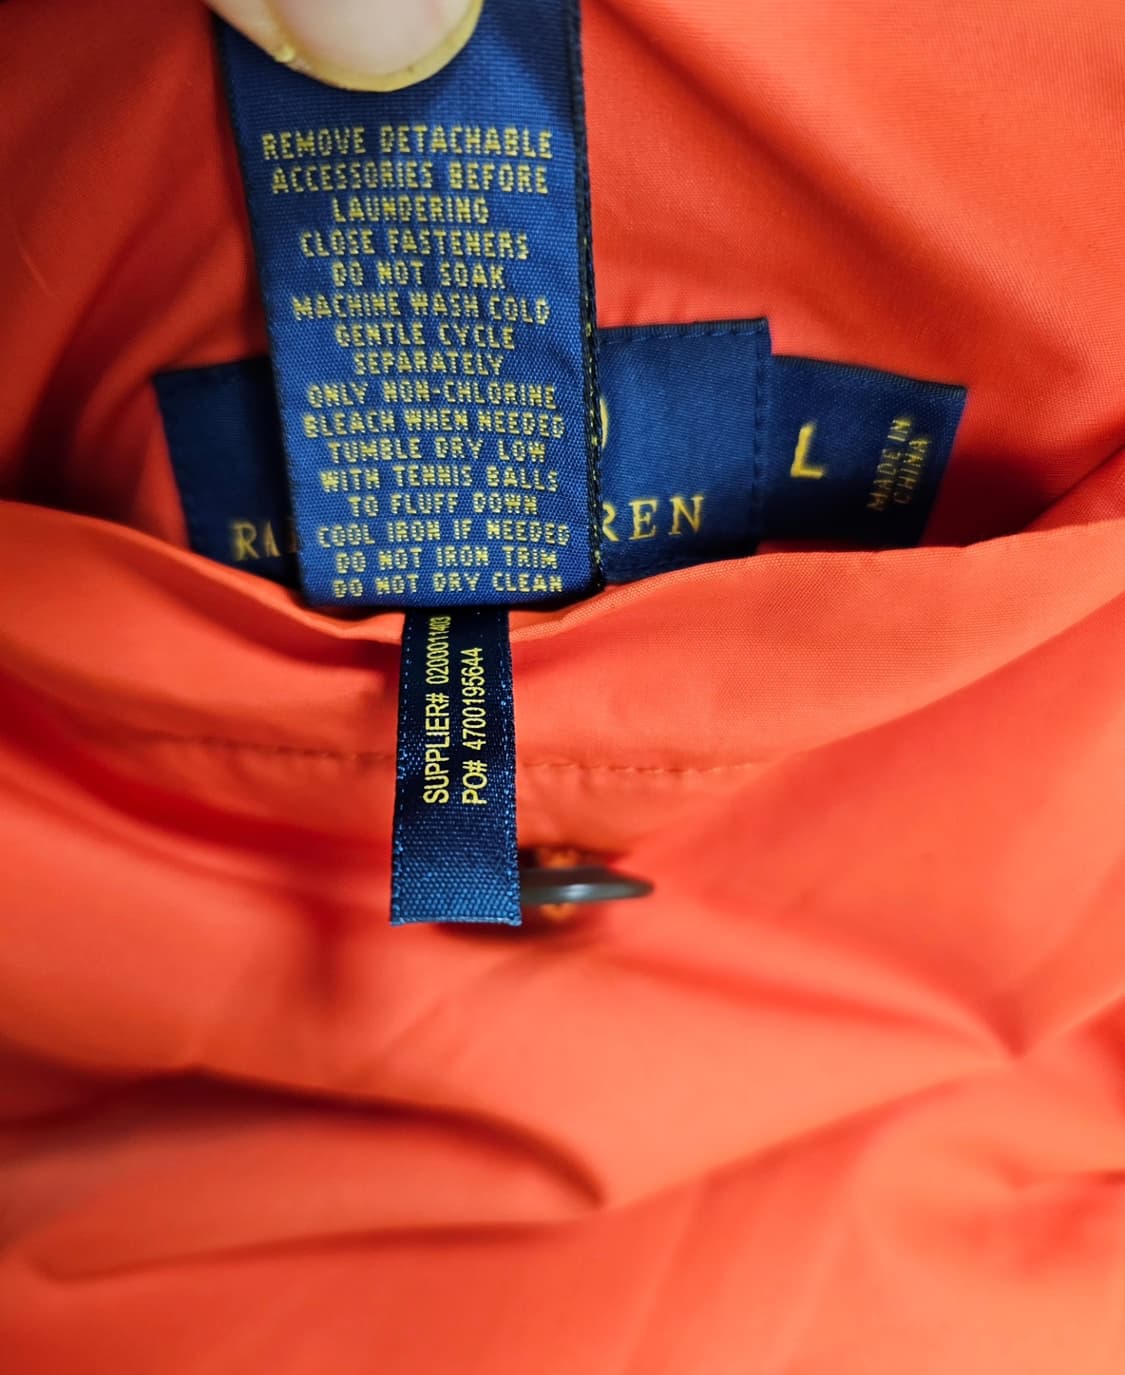 REMOVE DETACHABLE
ACCESSORIES BEFORE
LAUNDERING
CLOSE FASTENERS
DO NOT SOAK
MACHINE WASH COLD
GENTLE CYCLE
SEPARATELY
ONLY NON-CHLORINE
BLEACH WHEN NEEDED
TUMBLE DRY LOW
WITH TENNIS BALLS
TO FLUFF DOWN
COOL IRON IF NEEDED
DO NOT IRON TRIM
DO NOT DRY CLEAN
RA REN
L
MADE IN
CHINA
SUPPLIER# 0200011403
PO# 4700195644